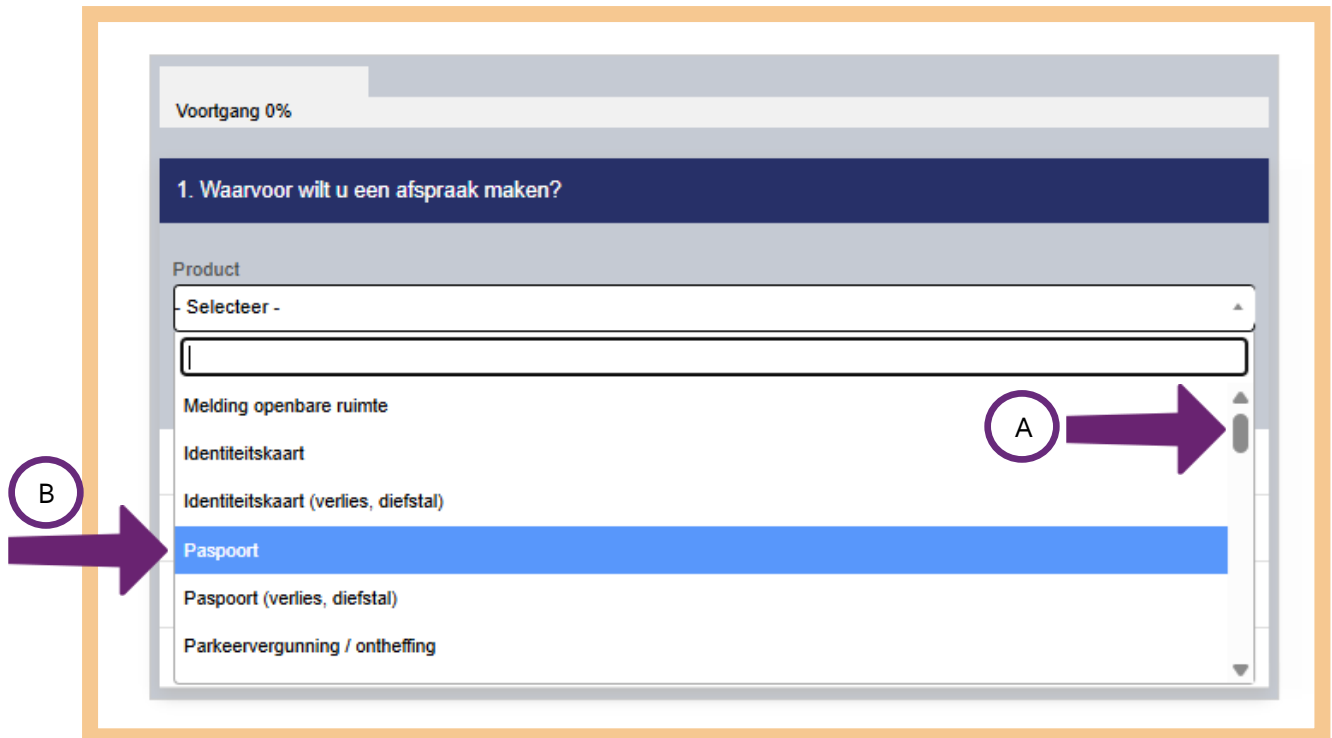 Voortgang 0%
1. Waarvoor wilt u een afspraak maken?
Product
- Selecteer -
Melding openbare ruimte
A
Identiteitskaart
B
Identiteitskaart (verlies, diefstal)
Paspoort
Paspoort (verlies, diefstal)
Parkeervergunning / ontheffing